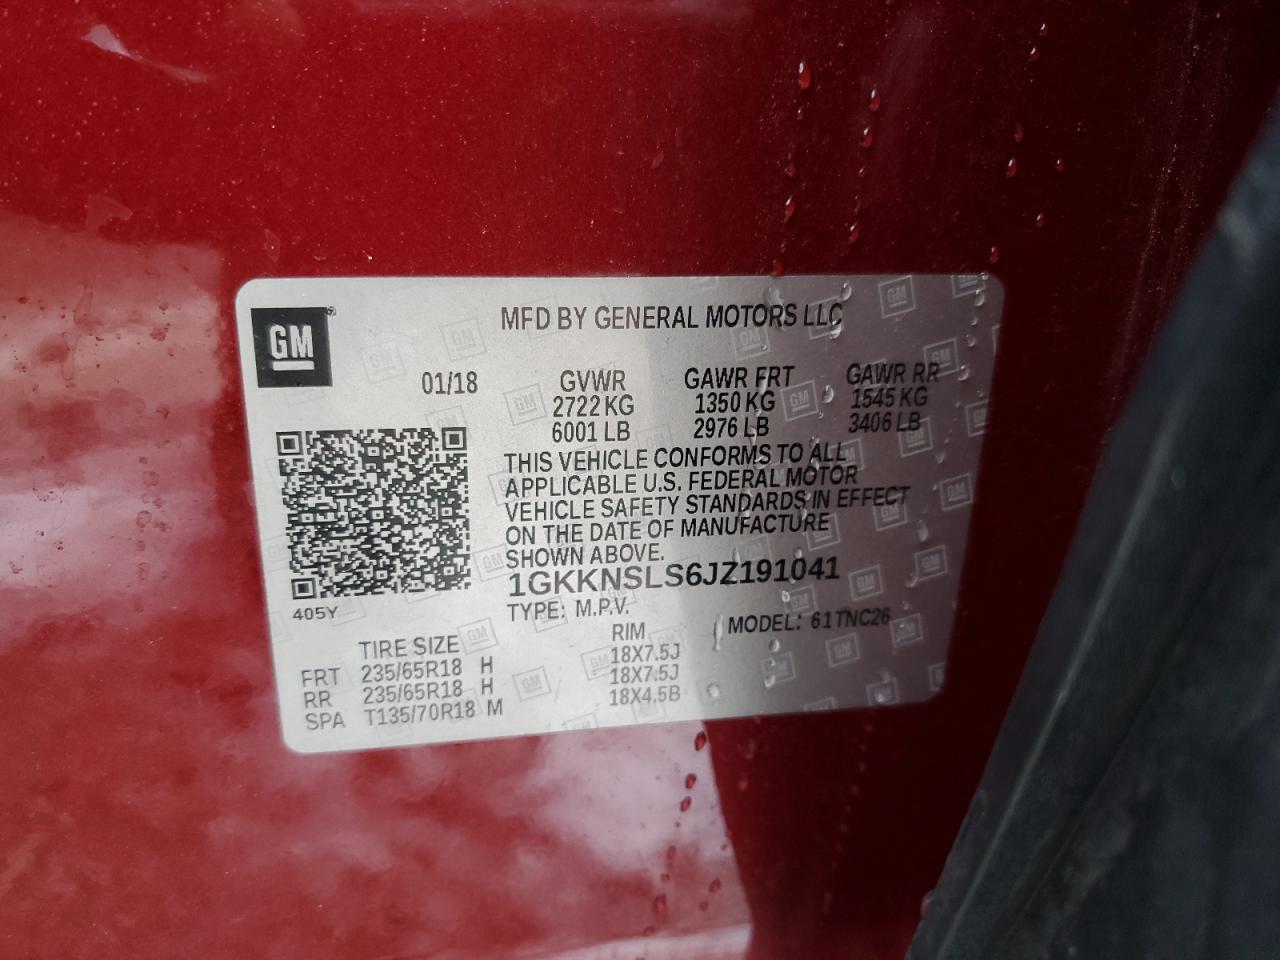 GM
MFD BY GENERAL MOTORS LLC
01/18 GVWR GAWR FRT GAWR RR
2722 KG 1350 KG 1545 KG
6001 LB 2976 LB 3406 LB
THIS VEHICLE CONFORMS TO ALL
APPLICABLE U.S. FEDERAL MOTOR
VEHICLE SAFETY STANDARDS IN EFFECT
ON THE DATE OF MANUFACTURE
SHOWN ABOVE.
1GKKNSLS6JZ191041
405Y
TYPE: M.P.V. MODEL: 61TNC26
TIRE SIZE RIM
FRT 235/65R18 H 18X7.5J
RR 235/65R18 H 18X7.5J
SPA T135/70R18 M 18X4.5B